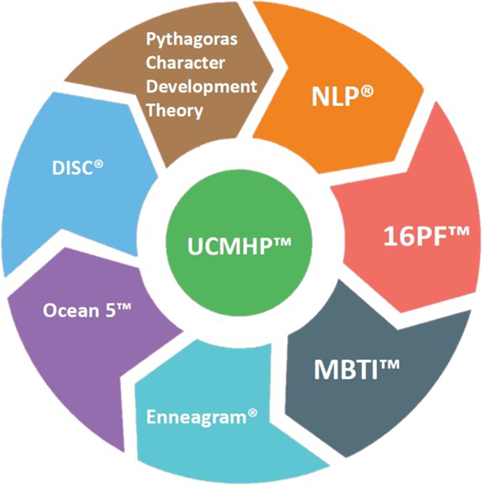 Pythagoras
Character
Development
Theory
NLP®
16PF™
MBTI™
Enneagram®
Ocean 5™
DISC®
UCMHP™